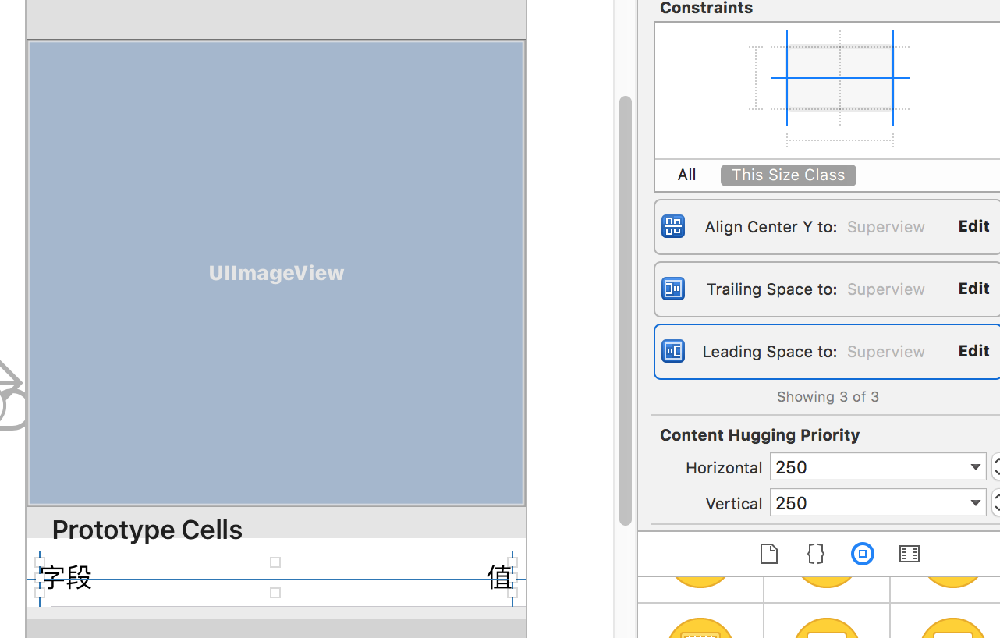 Constraints
All This Size Class
Align Center Y to: Superview Edit
Trailing Space to: Superview Edit
Leading Space to: Superview Edit
Showing 3 of 3
Content Hugging Priority
Horizontal 250
Vertical 250
UIImageView
Prototype Cells
字段 值